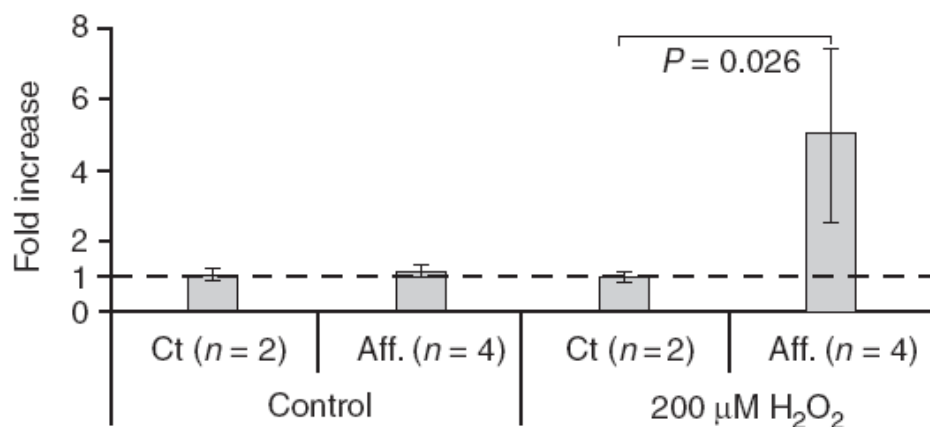 Fold increase
8
6
4
2
1
0
P = 0.026
Ct (n = 2)
Aff. (n = 4)
Ct (n = 2)
Aff. (n = 4)
Control
200 μM H₂O₂